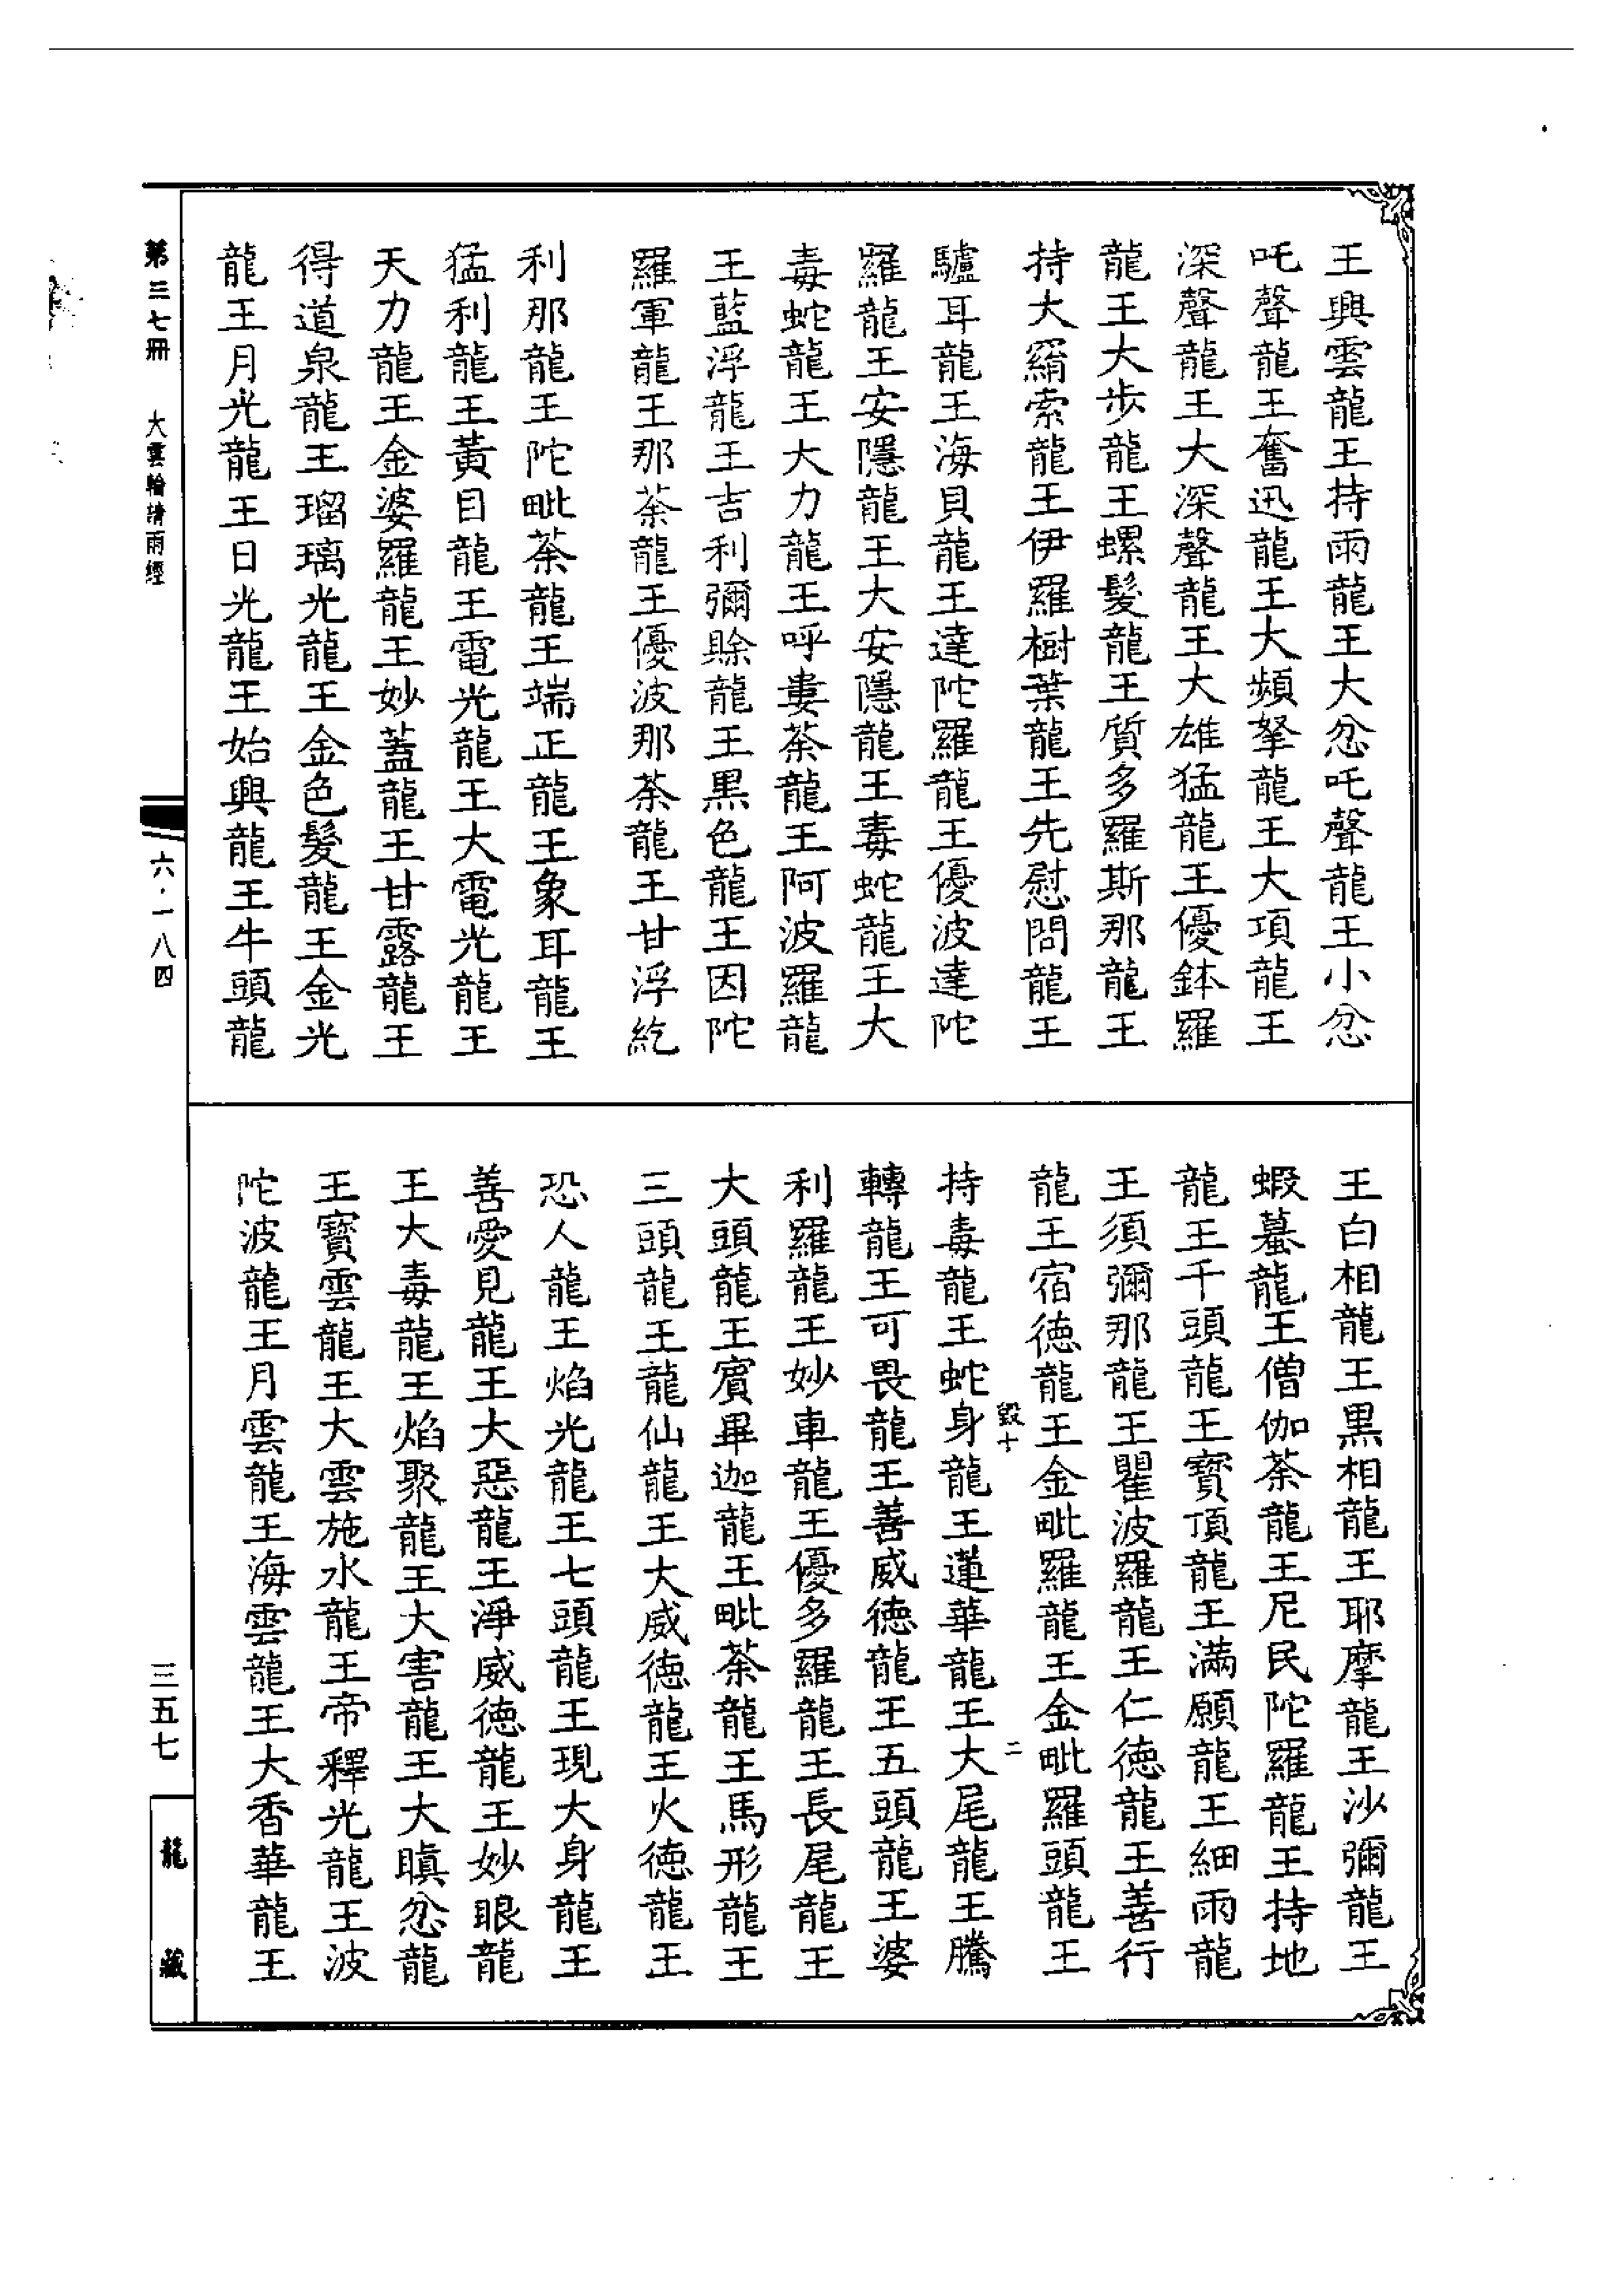 王興雲龍王持雨龍王大忿吒聲龍王小忿
吒聲龍王奮迅龍王大頻拏龍王大項龍王
深聲龍王大深聲龍王大雄猛龍王優鉢羅
龍王大步龍王螺髮龍王質多羅斯那龍王
持大羂索龍王伊羅樹葉龍王先慰問龍王
驢耳龍王海貝龍王達陀羅龍王優波達陀
羅龍王安隱龍王大安隱龍王毒蛇龍王大
毒蛇龍王大力龍王呼婁茶龍王阿波羅龍
王藍浮龍王吉利彌賒龍王黑色龍王因陀
羅軍龍王那茶龍王優波那茶龍王甘浮紇
利那龍王陀毗茶龍王端正龍王象耳龍王
猛利龍王黃目龍王電光龍王大電光龍王
天力龍王金婆羅龍王妙蓋龍王甘露龍王
得道泉龍王瑠璃光龍王金色髮龍王金光
龍王月光龍王日光龍王始興龍王牛頭龍
王白相龍王黑相龍王耶摩龍王沙彌龍王
蝦蟇龍王僧伽茶龍王尼民陀羅龍王持地
龍王千頭龍王寶頂龍王滿願龍王細雨龍
王須彌那龍王瞿波羅龍王仁德龍王善行
龍王宿德龍王金毗羅龍王金毗羅頭龍王
毀十 二
持毒龍王蛇身龍王蓮華龍王大尾龍王騰
轉龍王可畏龍王善威德龍王五頭龍王婆
利羅龍王妙車龍王優多羅龍王長尾龍王
大頭龍王賓畢迦龍王毗茶龍王馬形龍王
三頭龍王龍仙龍王大威德龍王火德龍王
恐人龍王焰光龍王七頭龍王現大身龍王
善愛見龍王大惡龍王淨威德龍王妙眼龍
王大毒龍王焰聚龍王大害龍王大瞋忿龍
王寶雲龍王大雲施水龍王帝釋光龍王波
陀波龍王月雲龍王海雲龍王大香華龍王
第三七冊 大雲輪請雨經
六·一八四
三五七
龍藏